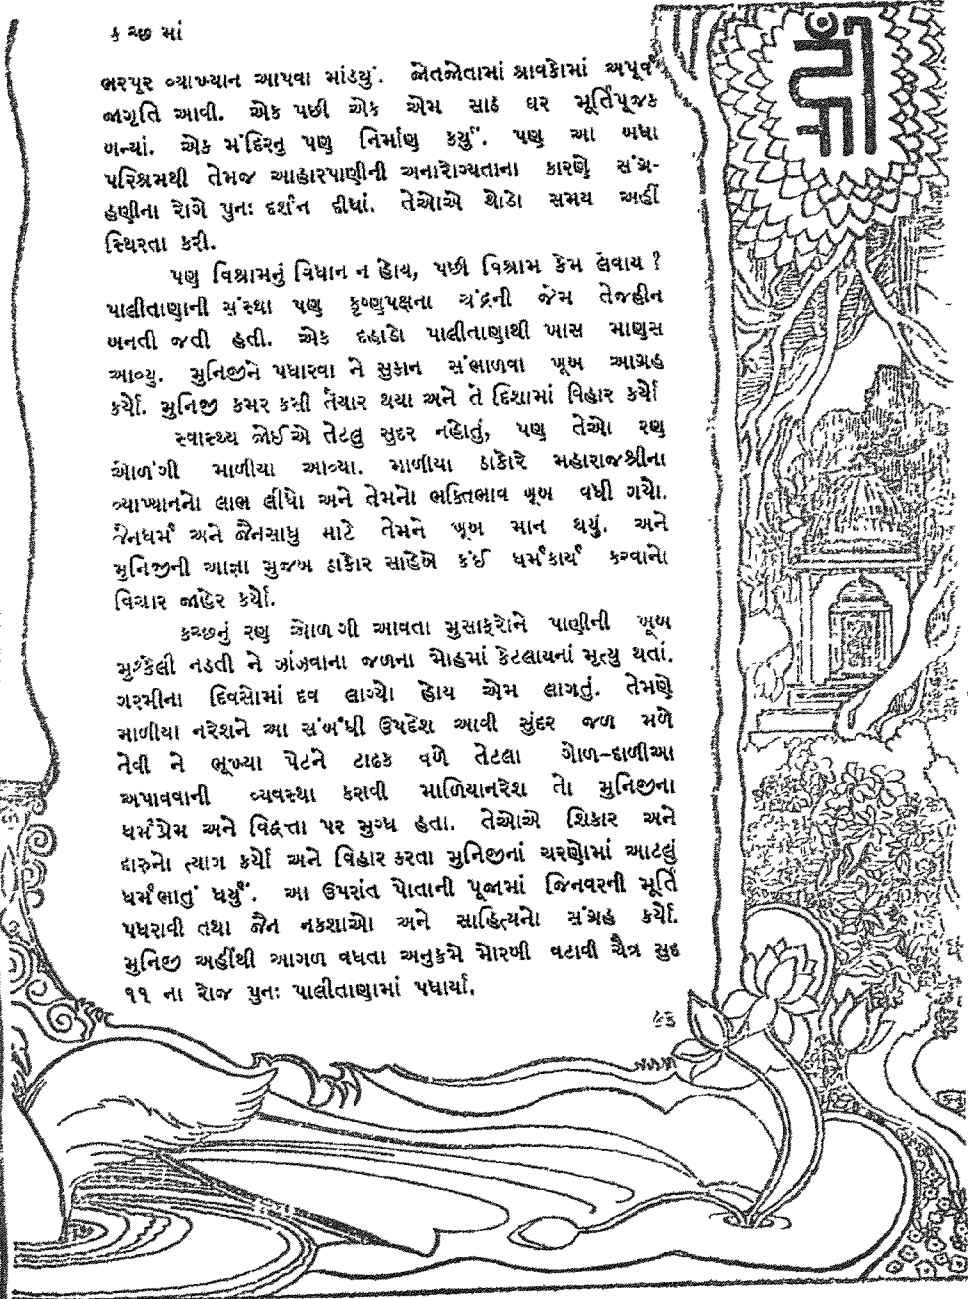 કચ્છમાં
ભરપૂર વ્યાખ્યાન આપવા માંડયું. જોતજોતામાં શ્રાવકોમાં અપૂર્વ
જાગૃતિ આવી. એક પછી એક એમ સાઠ ઘર મૂર્તિપૂજક
બન્યાં. એક મંદિરનુ પણ નિર્માણ કર્યું. પણ આ બધા
પરિશ્રમથી તેમજ આહારપાણીની અનારોગ્યતાના કારણે સંગ્ર-
હણીના રોગે પુનઃ દર્શન દીધાં. તેઓએ થોડો સમય અહીં
સ્થિરતા કરી.
પણ વિશ્રામનું વિધાન ન હોય, પછી વિશ્રામ કેમ લેવાય ?
પાલીતાણાની સંસ્થા પણ કૃષ્ણપક્ષના ચંદ્રની જેમ તેજહીન
બનતી જતી હતી. એક દહાડો પાલીતાણાથી ખાસ માણસ
આવ્યુ. મુનિજીને પધારવા ને સુકાન સંભાળવા ખૂબ આગ્રહ
કર્યો. મુનિજી કમર કસી તૈયાર થયા અને તે દિશામાં વિહાર કર્યો
સ્વાસ્થ્ય જોઈએ તેટલુ સુદર નહોતું, પણ તેઓ રણ
ઓળંગી માળીયા આવ્યા. માળીયા ઠાકોરે મહારાજશ્રીના
વ્યાખ્યાનનો લાભ લીધો અને તેમનો ભક્તિભાવ ખૂબ વધી ગયો.
જૈનધર્મ અને જૈનસાધુ માટે તેમને ખૂબ માન થયું. અને
મુનિજીની આજ્ઞા મુજબ ઠાકોર સાહેબે કંઈ ધર્મકાર્ય કરવાનો
વિચાર જાહેર કર્યો.
કચ્છનું રણ ઓળગી આવતા મુસાફરોને પાણીની ખૂબ
મુશ્કેલી નડતી ને ઝાંઝવાના જળના મોહમાં કેટલાયનાં મૃત્યુ થતાં.
ગરમીના દિવસોમાં દવ લાગ્યો હોય એમ લાગતું. તેમણે
માળીયા નરેશને આ સંબંધી ઉપદેશ આવી સુંદર જળ મળે
તેવી ને ભૂખ્યા પેટને ટાઢક વળે તેટલા ગોળ-દાળીઆ
અપાવવાની વ્યવસ્થા કરાવી માળિયાનરેશ તો મુનિજીના
ધર્મપ્રેમ અને વિદ્વત્તા પર મુગ્ધ હતા. તેઓએ શિકાર અને
દારુનો ત્યાગ કર્યો અને વિહાર કરતા મુનિજીનાં ચરણોમાં આટલું
ધર્મભાતું ધર્યું. આ ઉપરાંત પોતાની પૂજામાં જિનવરની મૂર્તિ
પધરાવી તથા જૈન નકશાઓ અને સાહિત્યનો સંગ્રહ કર્યો.
મુનિજી અહીંથી આગળ વધતા અનુક્રમે મોરબી વટાવી ચૈત્ર સુદ
૧૧ ના રોજ પુનઃ પાલીતાણામાં પધાર્યા.